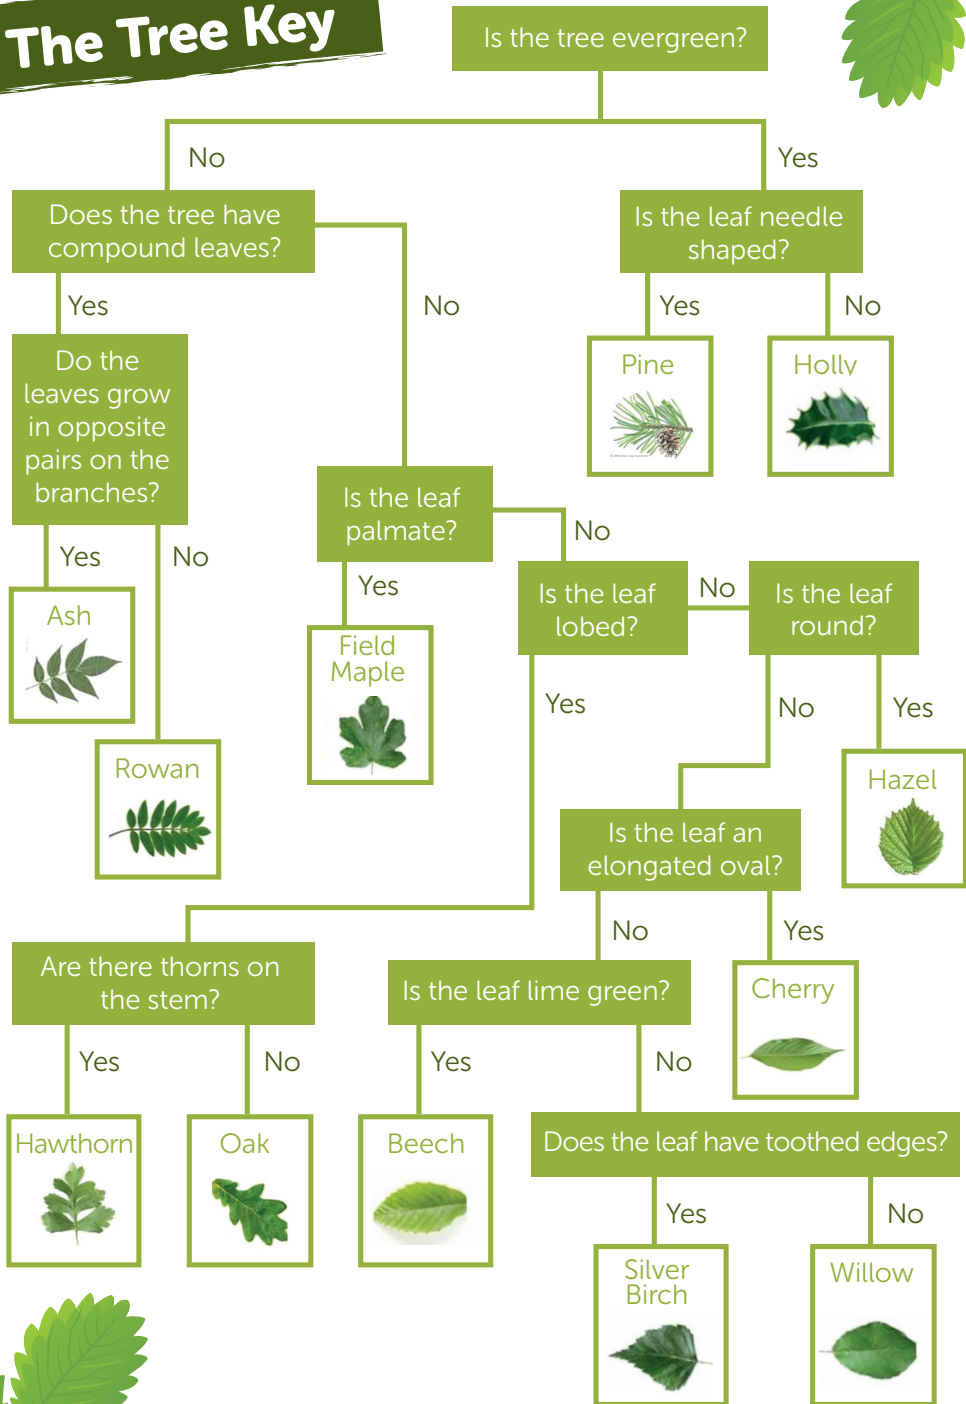 The Tree Key
Is the tree evergreen?
No
Yes
Does the tree have
compound leaves?
Is the leaf needle
shaped?
Yes
No
Yes
No
Do the
leaves grow
in opposite
pairs on the
branches?
Pine
Holly
Is the leaf
palmate?
No
Yes
No
Yes
Is the leaf
lobed?
No
Is the leaf
round?
Ash
Field
Maple
Yes
No
Yes
Rowan
Hazel
Is the leaf an
elongated oval?
No
Yes
Are there thorns on
the stem?
Is the leaf lime green?
Cherry
Yes
No
Yes
No
Hawthorn
Oak
Beech
Does the leaf have toothed edges?
Yes
No
Silver
Birch
Willow